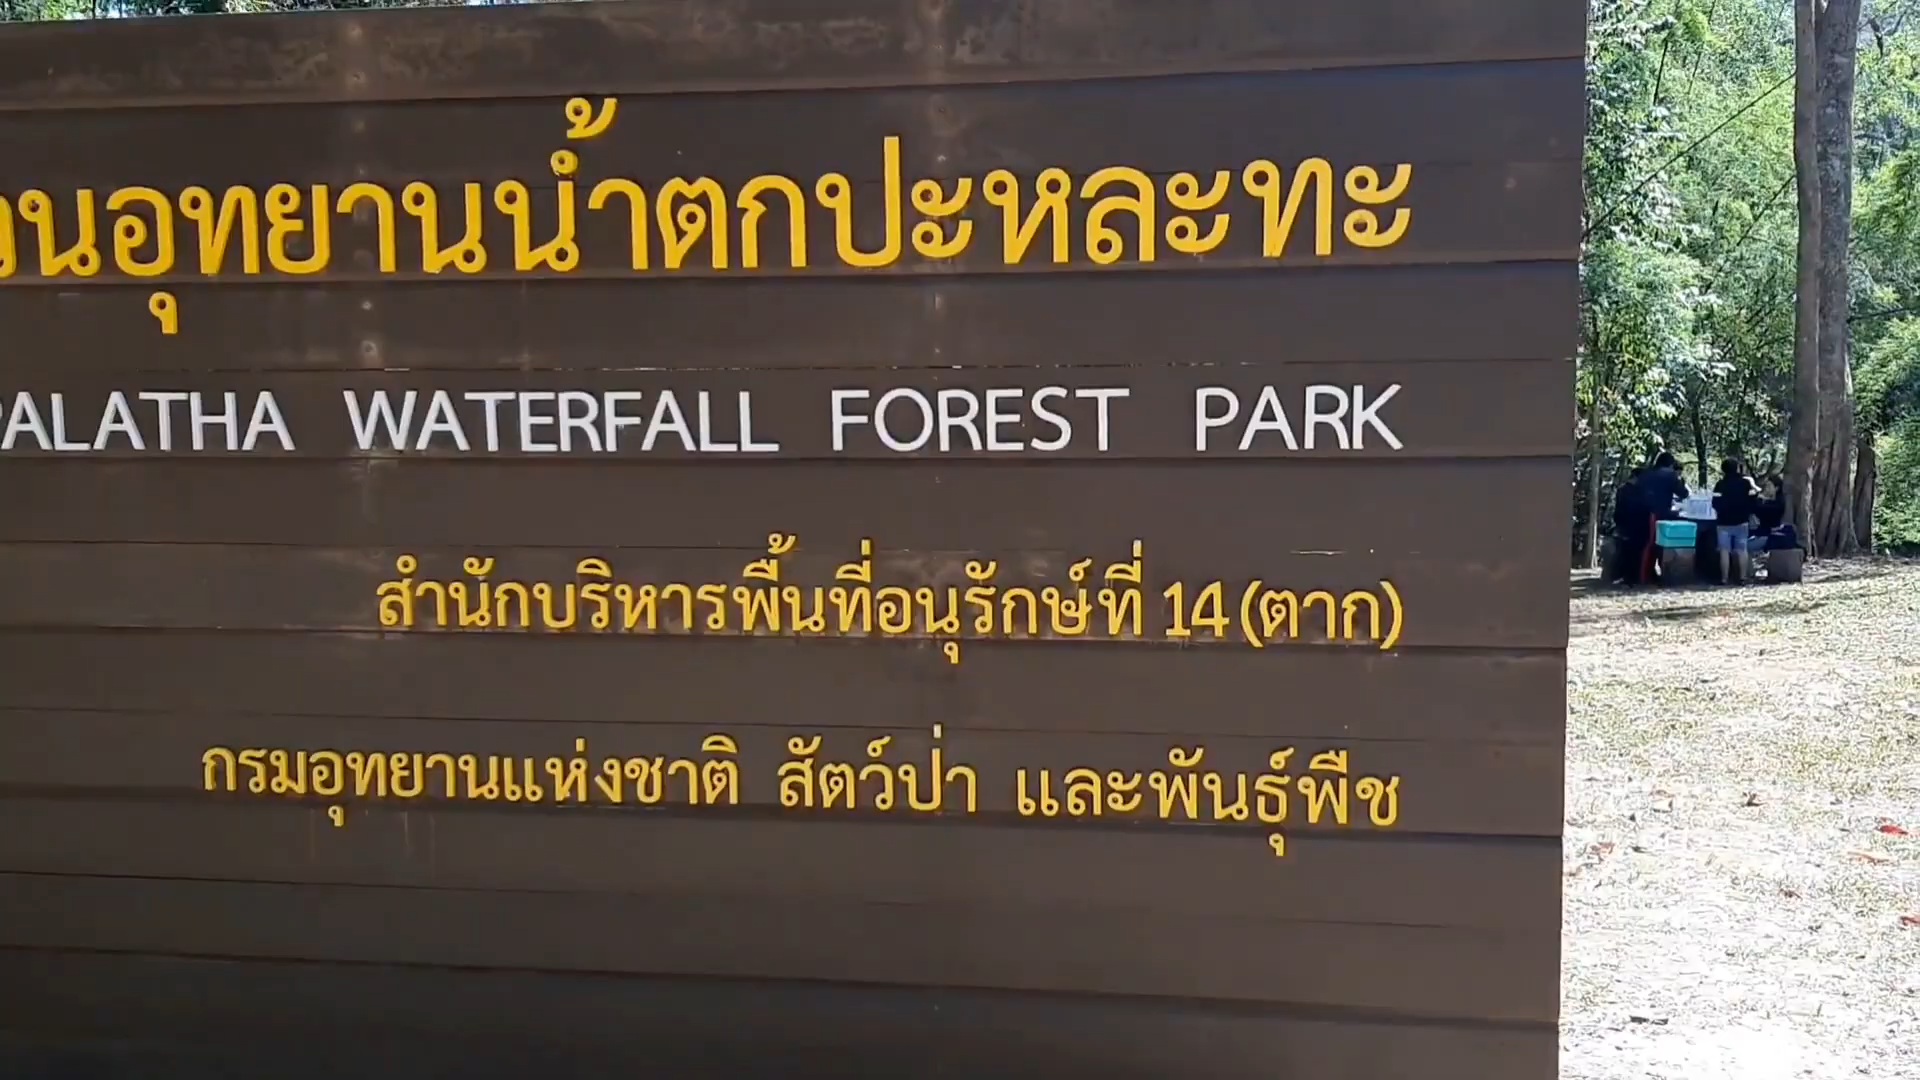 วนอุทยานน้ำตกปะหละทะ
PALATHA WATERFALL FOREST PARK
สำนักบริหารพื้นที่อนุรักษ์ที่ 14 (ตาก)
กรมอุทยานแห่งชาติ สัตว์ป่า และพันธุ์พืช